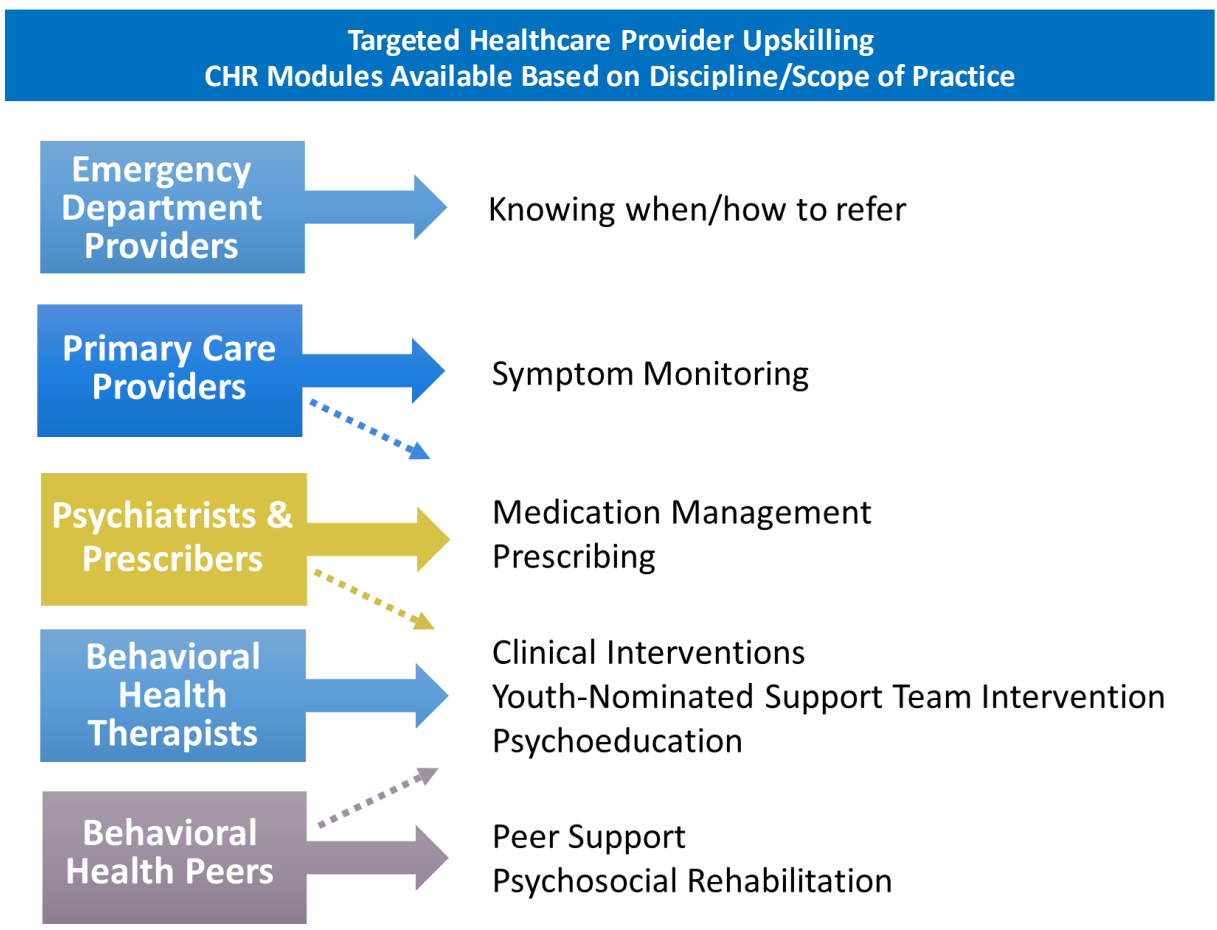 Targeted Healthcare Provider Upskilling
CHR Modules Available Based on Discipline/Scope of Practice
Emergency
Department
Providers
Knowing when/how to refer
Primary Care
Providers
Symptom Monitoring
Psychiatrists &
Prescribers
Medication Management
Prescribing
Behavioral
Health
Therapists
Clinical Interventions
Youth-Nominated Support Team Intervention
Psychoeducation
Behavioral
Health Peers
Peer Support
Psychosocial Rehabilitation